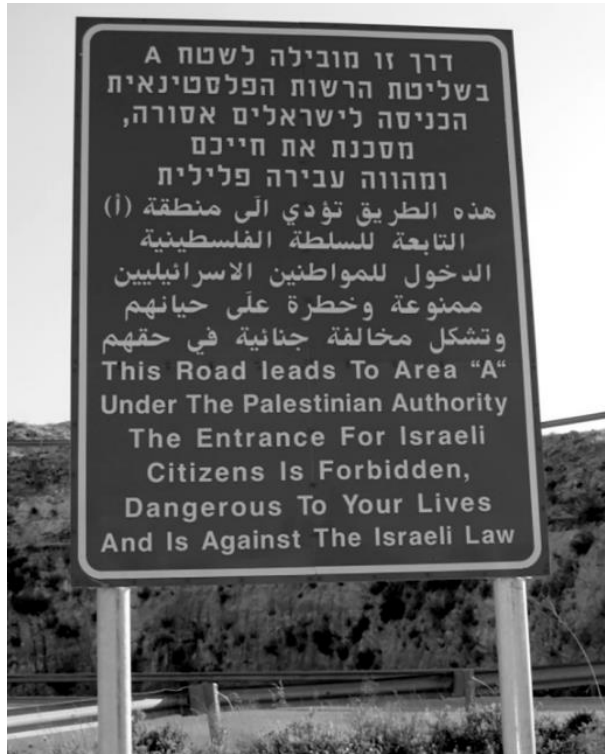 דרך זו מובילה לשטח A
בשליטת הרשות הפלסטינאית
הכניסה לישראלים אסורה,
מסכנת את חייכם
ומהווה עבירה פלילית
هذه الطريق تؤدي الَى منطقة (أ)
التابعة للسلطة الفلسطينية
الدخول للمواطنين الاسرائيليين
ممنوعة وخطرة علَى حيانهم
وتشكل مخالفة جنائية في حقهم
This Road leads To Area “A“
Under The Palestinian Authority
The Entrance For Israeli
Citizens Is Forbidden,
Dangerous To Your Lives
And Is Against The Israeli Law